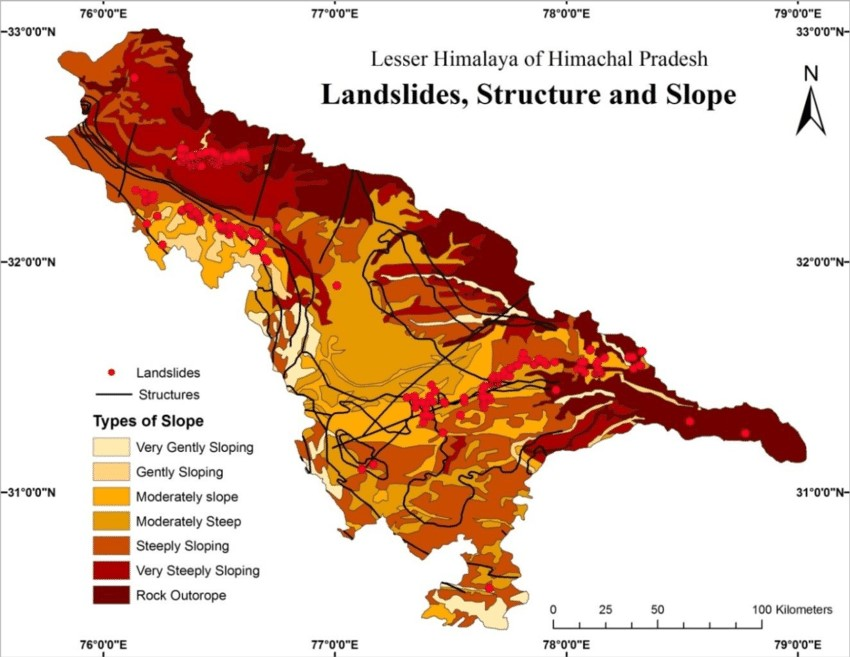 76°0'0"E 77°0'0"E 78°0'0"E 79°0'0"E
33°0'0"N 33°0'0"N
Lesser Himalaya of Himachal Pradesh
Landslides, Structure and Slope
N
32°0'0"N 32°0'0"N
Landslides
Structures
Types of Slope
Very Gently Sloping
Gently Sloping
Moderately slope
Moderately Steep
Steeply Sloping
Very Steeply Sloping
Rock Outorope
31°0'0"N 31°0'0"N
0 25 50 100 Kilometers
76°0'0"E 77°0'0"E 78°0'0"E 79°0'0"E